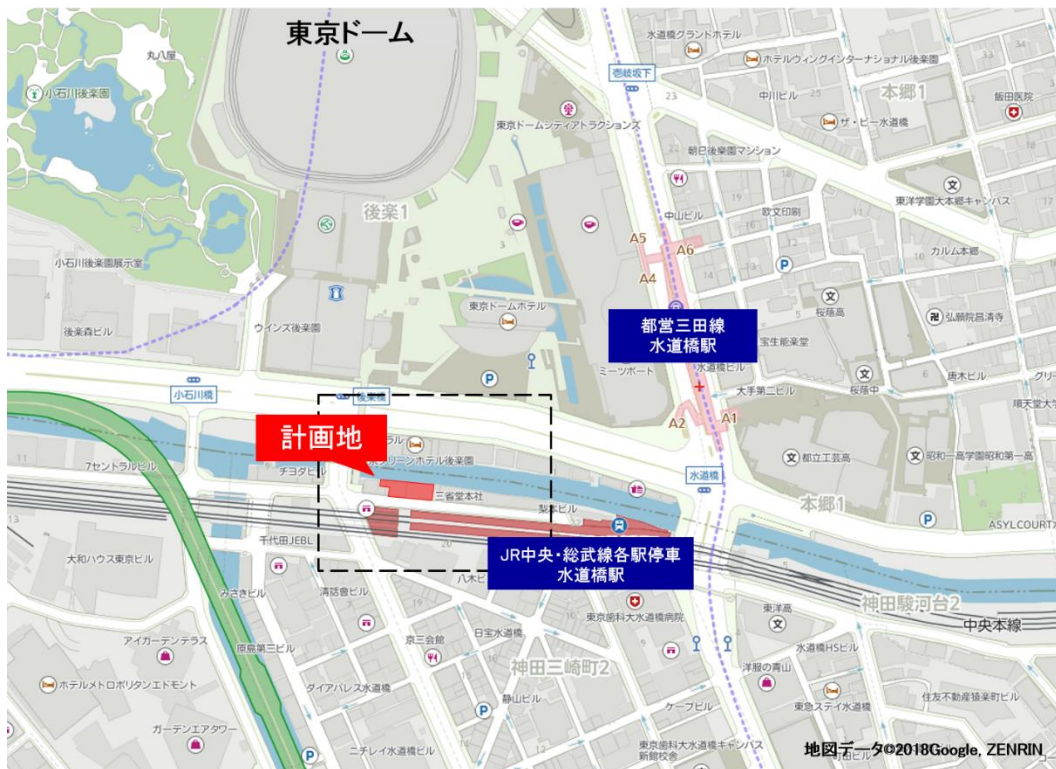 東京ドーム
水道橋グランドホテル
丸八屋
ホテルウィングインターナショナル後楽園
壱岐坂下
33
34
小石川後楽園
23
中川ビル
25
本郷1
飯田医院
東京ドームシティアトラクションズ
ザ・ビー水道橋
朝日後楽園マンション
22
後楽1
中山ビル
欧文印刷
東洋学園大本郷キャンパス
A5
A6
カルム本郷
A4
小石川後楽園展示室
東京ドームホテル
桜蔭高
弘願院昌清寺
後楽森ビル
ウインズ後楽園
都営三田線
水道橋駅
宝生能楽堂
ミーツポート
水道橋ビル
大手第二ビル
桜蔭中
唐木ビル
小石川橋
後楽橋
順天堂大学
A2
A1
計画地
グリーンホテル後楽園
7セントラルビル
チヨダビル
三省堂本社
水道橋
都立工芸高
昭和一高学園昭和第一高
本郷1
梨本ビル
ASYLCOURT
千代田JEBL
大和ハウス東京ビル
JR中央・総武線各駅停車
水道橋駅
八木ビ
みさきビル
清話會ビル
東京歯科大水道橋病院
東洋高
神田駿河台2
中央本線
アイガーデンテラス
原島第三ビル
京三会館
日宝水道橋
水道橋HSビル
神田三崎町2
洋服の青山
ホテルメトロポリタンエドモント
ダイアパレス水道橋
静山ビル
ケープビル
東急ステイ水道橋
住友不動産猿楽町ビル
ガーデンエアタワー
ニチレイ水道橋ビル
東京歯科大水道橋キャンパス
新館校舎
地図データ©2018Google, ZENRIN